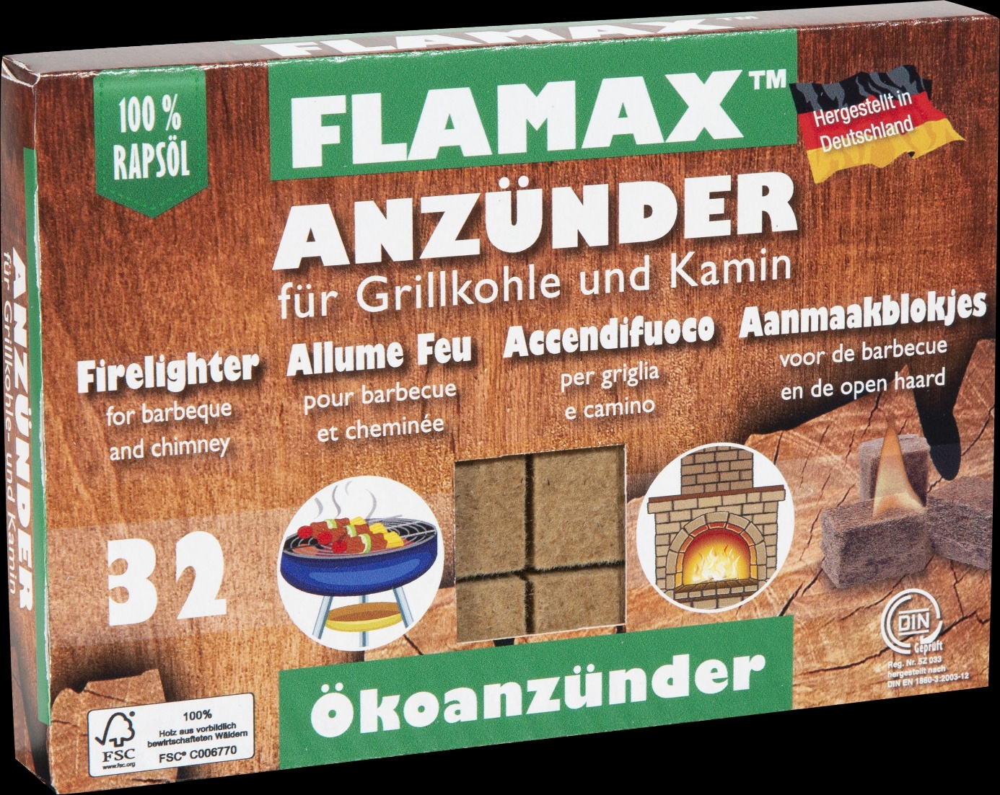 FLAMAX™
100 %
RAPSÖL
FLAMAX™
Hergestellt in
Deutschland
ANZÜNDER
für Grillkohle und Kamin
Firelighter
for barbeque
and chimney
Allume Feu
pour barbecue
et cheminée
Accendifuoco
per griglia
e camino
Aanmaakblokjes
voor de barbecue
en de open haard
32
Ökoanzünder
FSC
www.fsc.org
100%
Holz aus vorbildlich
bewirtschafteten Wäldern
FSC® C006770
DIN
Geprüft
Reg. Nr. 5Z 033
hergestellt nach
DIN EN 1860-3:2003-12
ANZÜNDER
für Grillkohle- und Kamin